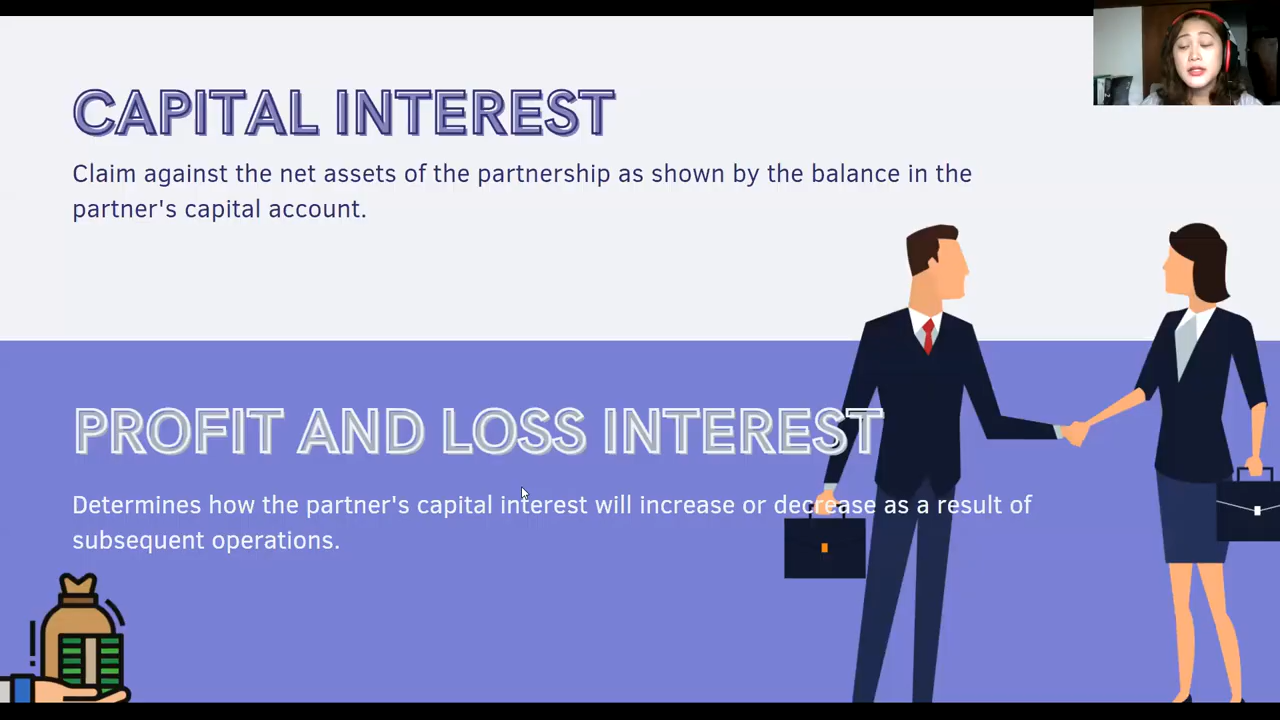 CAPITAL INTEREST
Claim against the net assets of the partnership as shown by the balance in the
partner's capital account.
PROFIT AND LOSS INTEREST
Determines how the partner's capital interest will increase or decrease as a result of
subsequent operations.